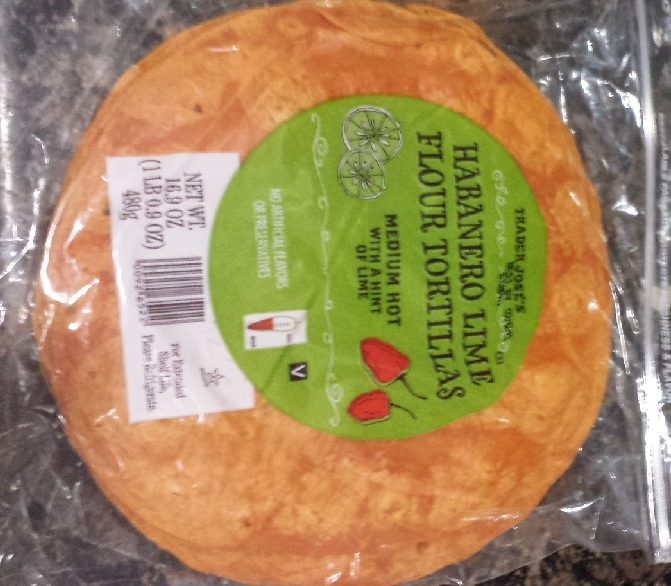 TRADER JOE'S
HABANERO LIME
FLOUR TORTILLAS
MEDIUM HOT
WITH A HINT
OF LIME
NO ARTIFICIAL FLAVORS
OR PRESERVATIVES
V
NET WT.
16.9 OZ
(1 LB 0.9 OZ)
480g
For Extended
Shelf Life,
Please Refrigerate.